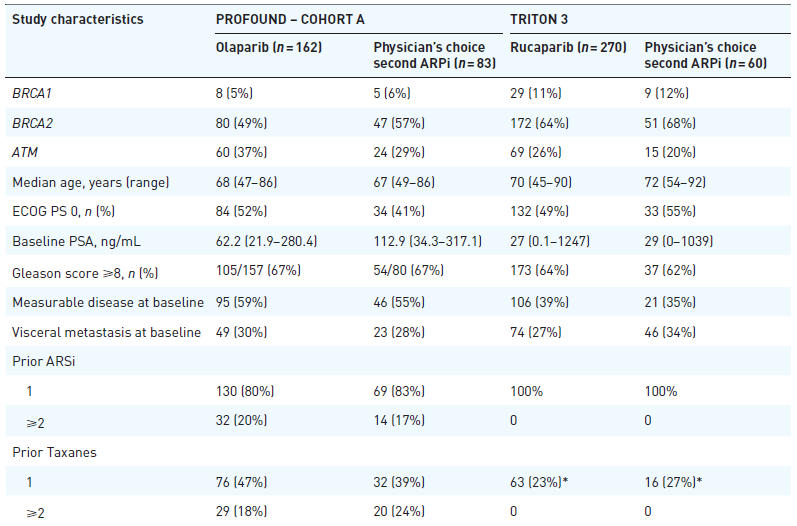 Study characteristics PROFOUND – COHORT A TRITON 3
Olaparib (n = 162) Physician's choice second ARPi (n = 83) Rucaparib (n = 270) Physician's choice second ARPi (n = 60)
BRCA1 8 (5%) 5 (6%) 29 (11%) 9 (12%)
BRCA2 80 (49%) 47 (57%) 172 (64%) 51 (68%)
ATM 60 (37%) 24 (29%) 69 (26%) 15 (20%)
Median age, years (range) 68 (47–86) 67 (49–86) 70 (45–90) 72 (54–92)
ECOG PS 0, n (%) 84 (52%) 34 (41%) 132 (49%) 33 (55%)
Baseline PSA, ng/mL 62.2 (21.9–280.4) 112.9 (34.3–317.1) 27 (0.1–1247) 29 (0–1039)
Gleason score ⩾8, n (%) 105/157 (67%) 54/80 (67%) 173 (64%) 37 (62%)
Measurable disease at baseline 95 (59%) 46 (55%) 106 (39%) 21 (35%)
Visceral metastasis at baseline 49 (30%) 23 (28%) 74 (27%) 46 (34%)
Prior ARSi
1 130 (80%) 69 (83%) 100% 100%
⩾2 32 (20%) 14 (17%) 0 0
Prior Taxanes
1 76 (47%) 32 (39%) 63 (23%)* 16 (27%)*
⩾2 29 (18%) 20 (24%) 0 0